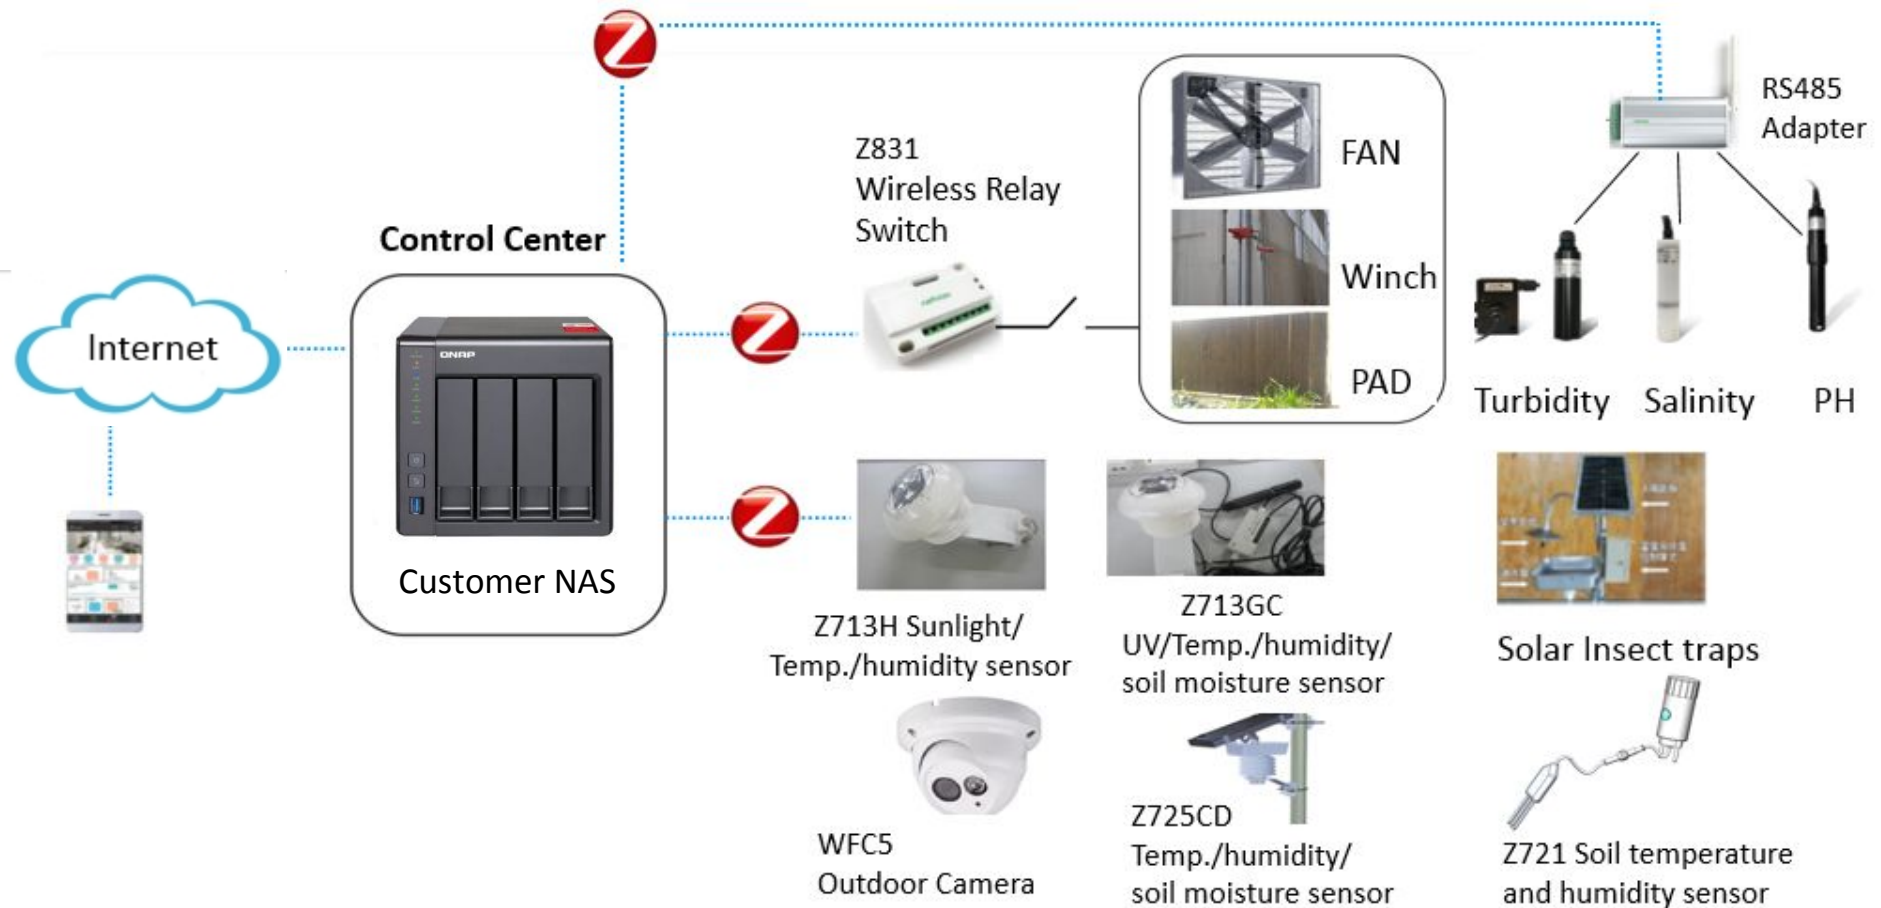 RS485
Adapter
Z831
Wireless Relay
Switch
FAN
Winch
PAD
Control Center
Internet
QNAP
Customer NAS
Turbidity
Salinity
PH
Z713H Sunlight/
Temp./humidity sensor
Z713GC
UV/Temp./humidity/
soil moisture sensor
Solar Insect traps
WFC5
Outdoor Camera
Z725CD
Temp./humidity/
soil moisture sensor
Z721 Soil temperature
and humidity sensor